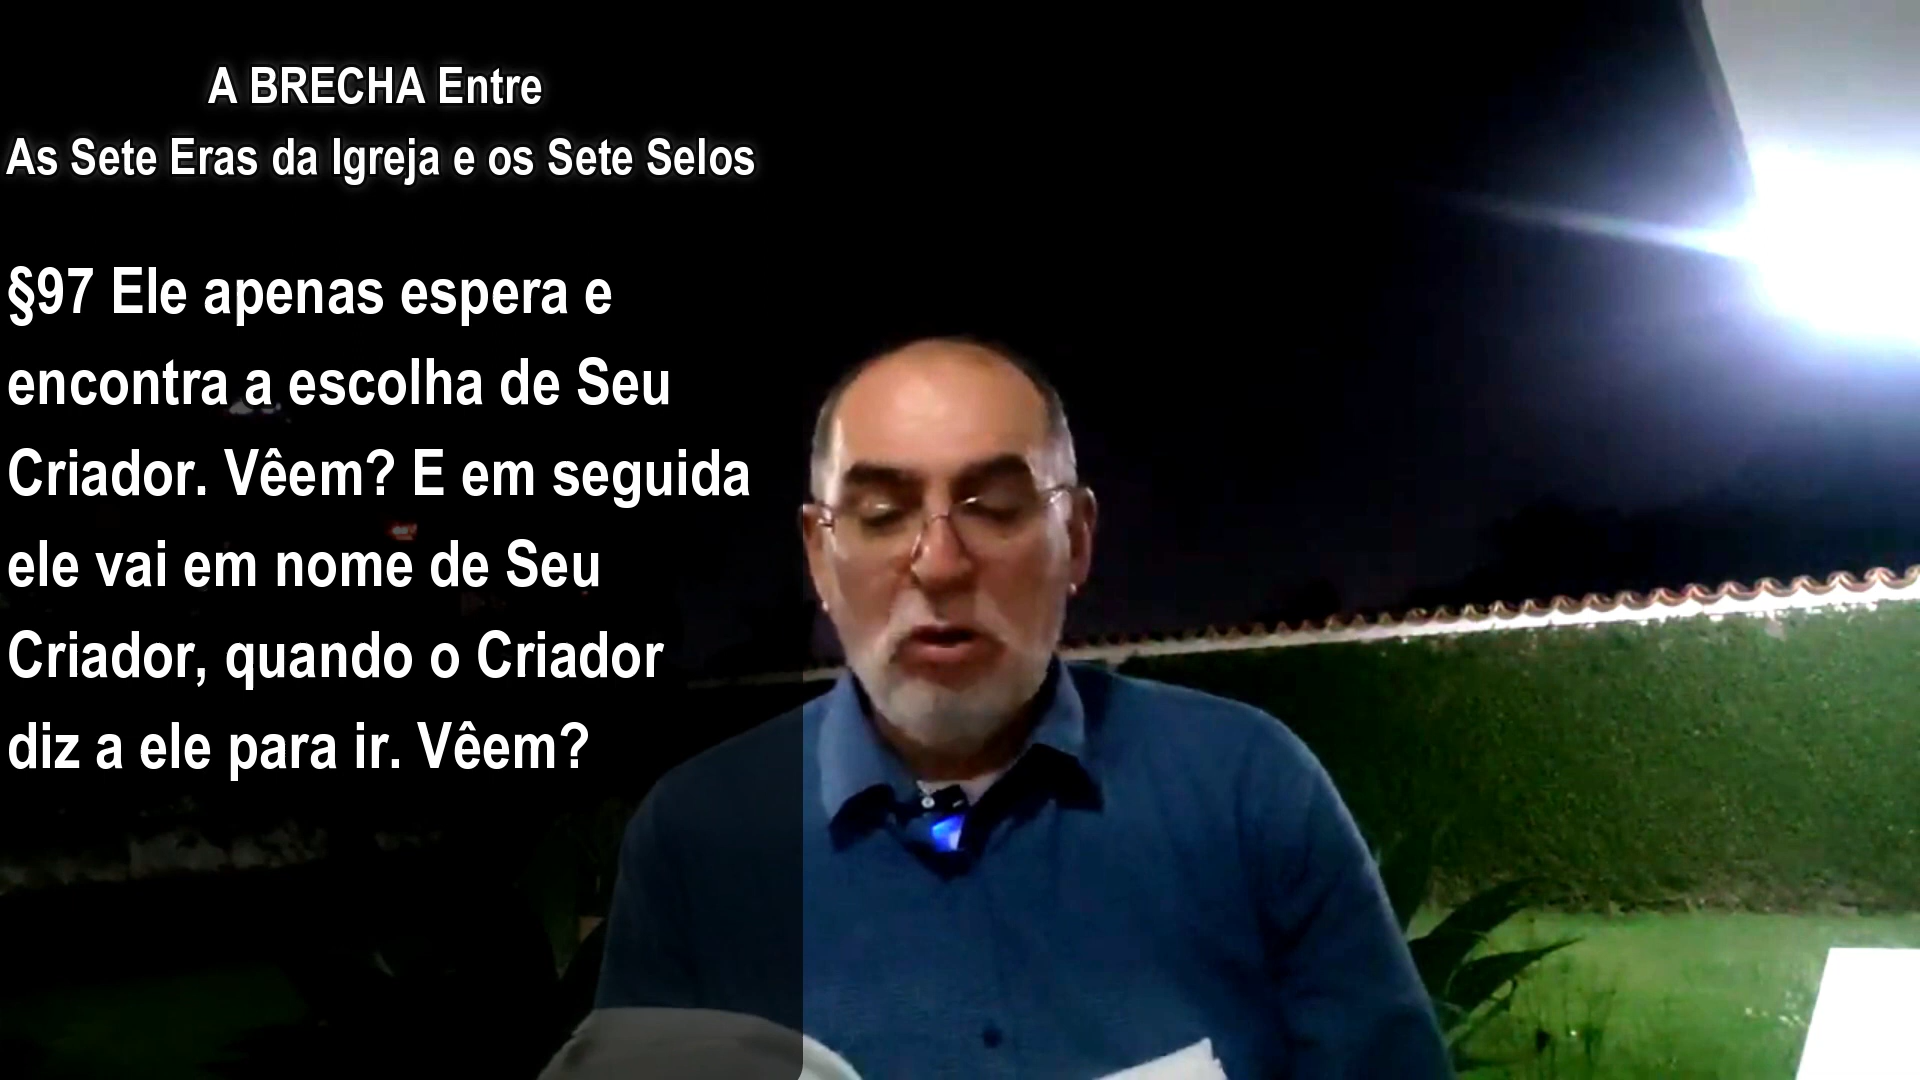 A BRECHA Entre
As Sete Eras da Igreja e os Sete Selos
§97 Ele apenas espera e
encontra a escolha de Seu
Criador. Vêem? E em seguida
ele vai em nome de Seu
Criador, quando o Criador
diz a ele para ir. Vêem?